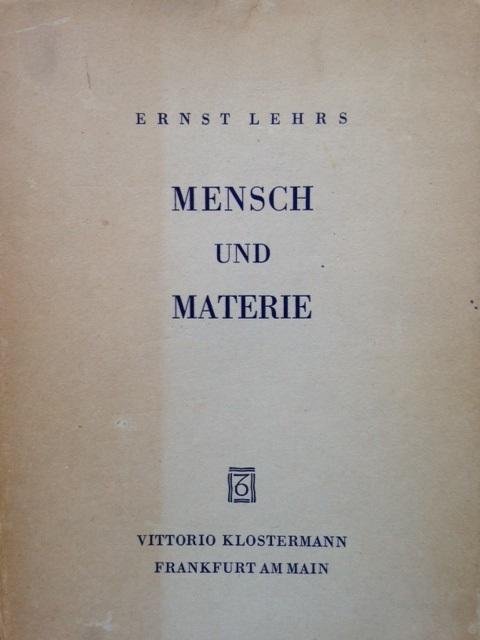 ERNST LEHRS
MENSCH
UND
MATERIE
VITTORIO KLOSTERMANN
FRANKFURT AM MAIN